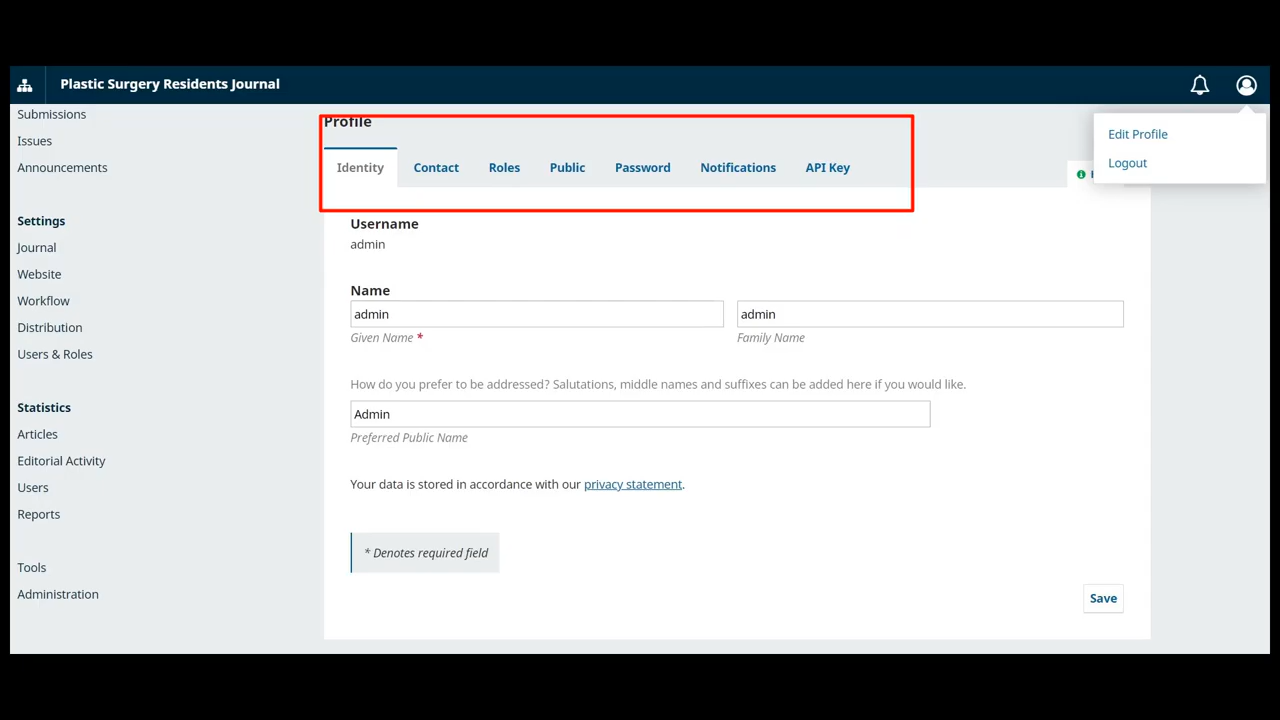 Plastic Surgery Residents Journal
Edit Profile
Logout
Submissions
Issues
Announcements
Settings
Journal
Website
Workflow
Distribution
Users & Roles
Statistics
Articles
Editorial Activity
Users
Reports
Tools
Administration
Profile
Identity Contact Roles Public Password Notifications API Key
Username
admin
Name
admin admin
Given Name * Family Name
How do you prefer to be addressed? Salutations, middle names and suffixes can be added here if you would like.
Admin
Preferred Public Name
Your data is stored in accordance with our privacy statement.
* Denotes required field
Save